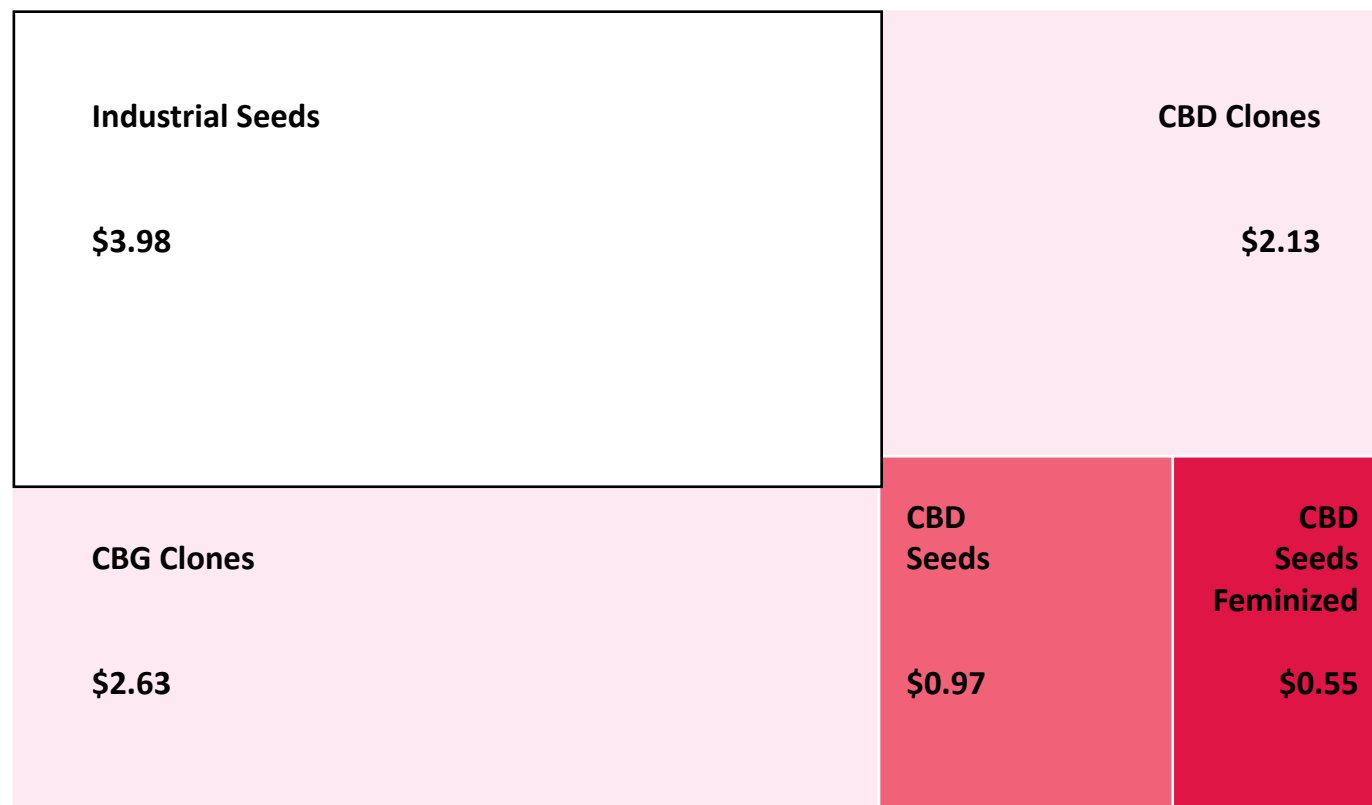 Industrial Seeds
$3.98
CBD Clones
$2.13
CBG Clones
$2.63
CBD
Seeds
$0.97
CBD
Seeds
Feminized
$0.55